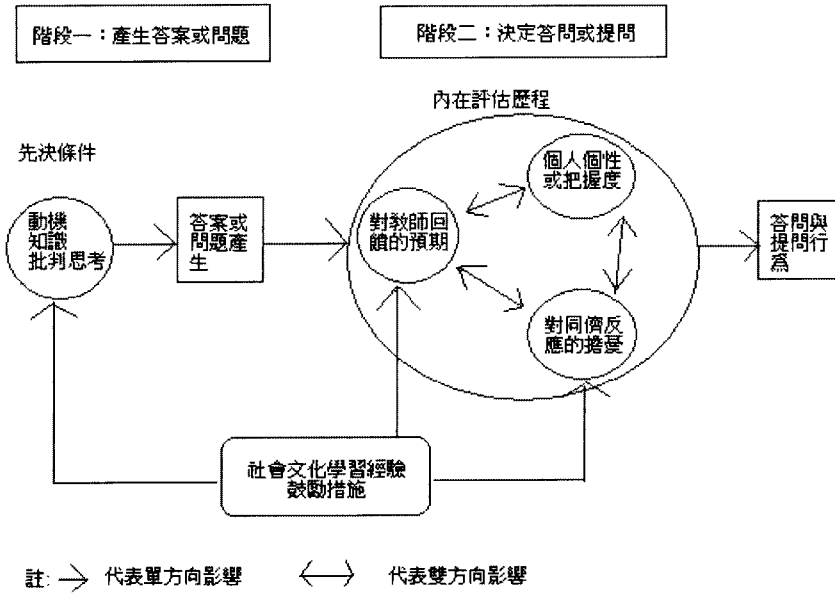 階段一：產生答案或問題
階段二：決定答問或提問
內在評估歷程
先決條件
動機
知識
批判思考
答案或
問題產
生
對教師回
饋的預期
個人個性
或把握度
對同儕反
應的擔憂
答問與
提問行
為
社會文化學習經驗
鼓勵措施
註: 代表單方向影響 代表雙方向影響